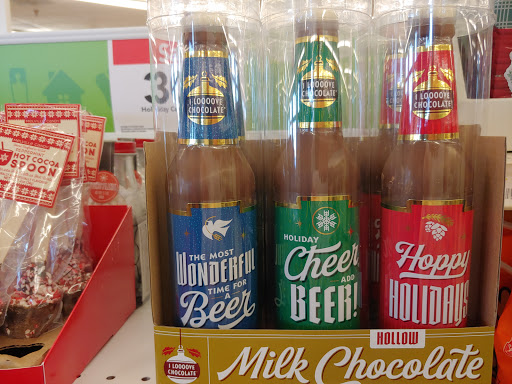 3
HOT COCOA
SPOON
I LOOOOVE
CHOCOLATE
I LOOOOVE
CHOCOLATE
I LOOOOVE
CHOCOLATE
THE MOST
WONDERFUL
TIME FOR
A
Beer
HOLIDAY
Cheer
ADD
BEER!
Hoppy
HOLIDAYS
HOLLOW
I LOOOOVE
CHOCOLATE
Milk Chocolate